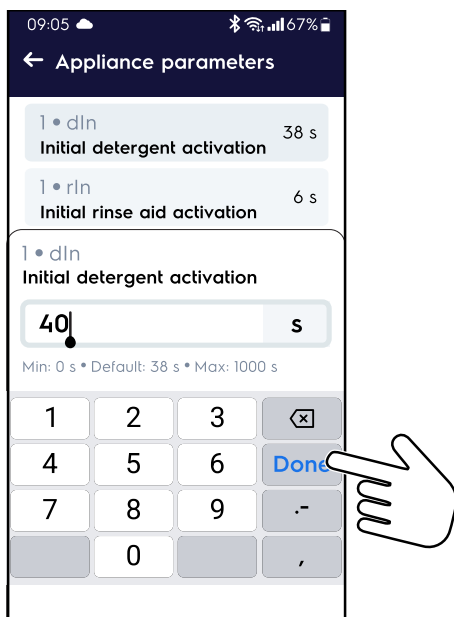 09:05 67%
← Appliance parameters
1 • dIn
Initial detergent activation
38 s
1 • rIn
Initial rinse aid activation
6 s
1 • dIn
Initial detergent activation
40 s
Min: 0 s • Default: 38 s • Max: 1000 s
1 2 3
4 5 6 Done
7 8 9 .-
0 ,